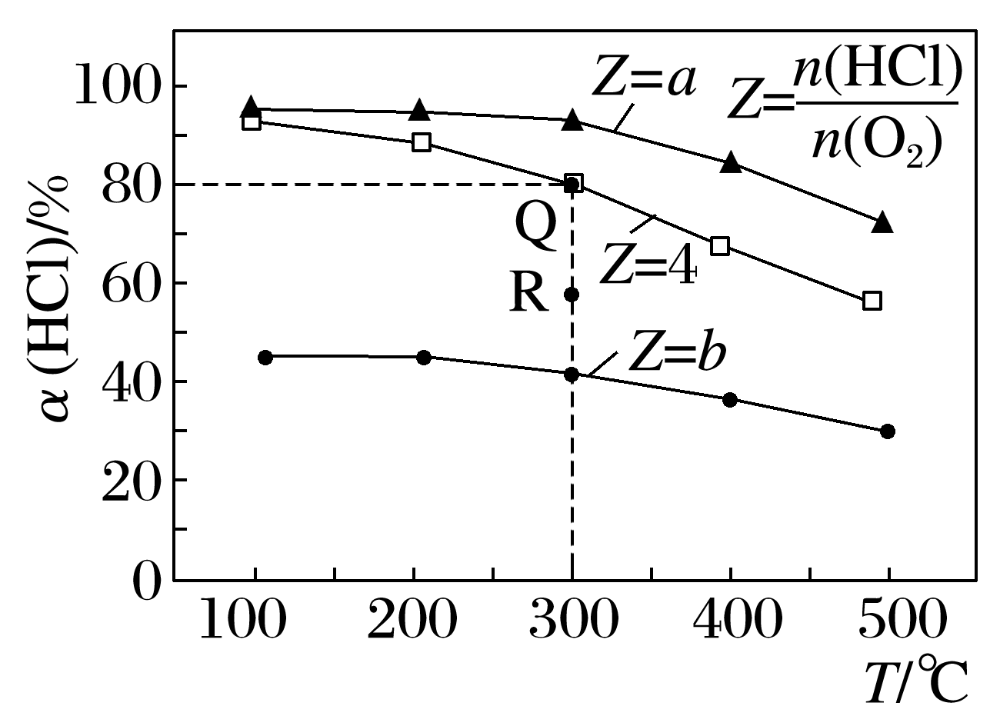 α (HCl)/%
100
80
60
40
20
0
Z=a
Z=n(HCl)/n(O₂)
Q
Z=4
R
Z=b
100 200 300 400 500
T/℃